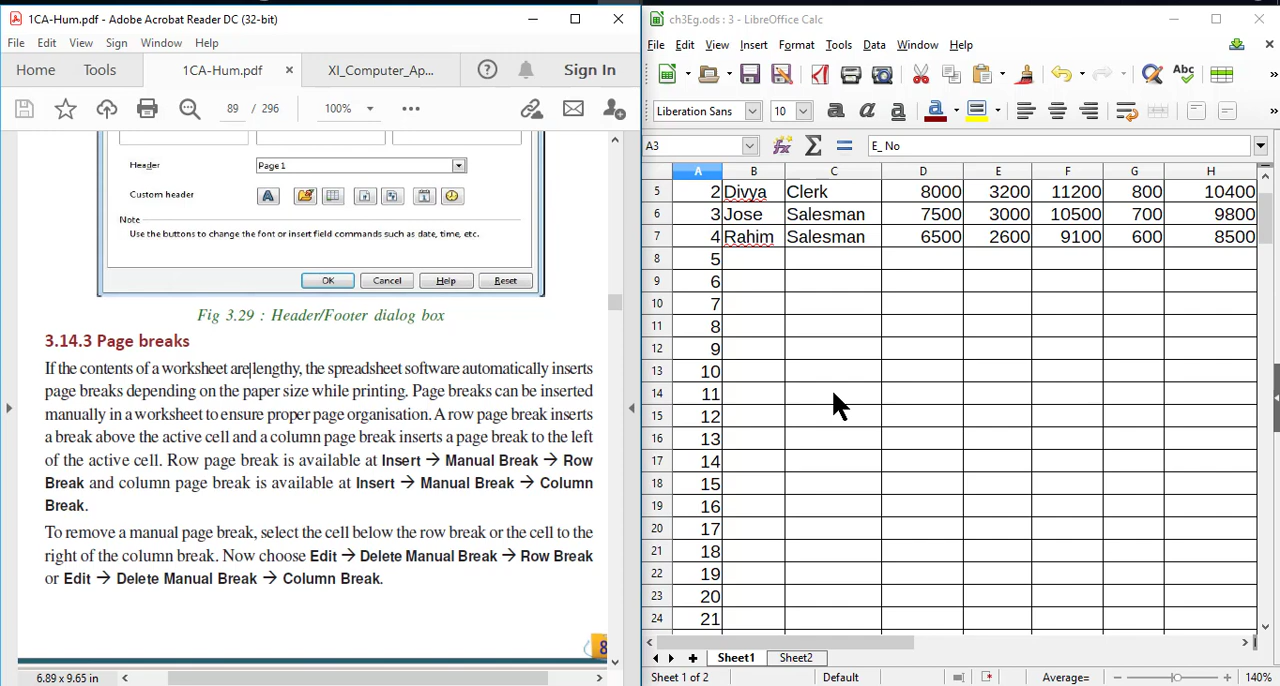 1CA-Hum.pdf - Adobe Acrobat Reader DC (32-bit)
File Edit View Sign Window Help
Home Tools 1CA-Hum.pdf × XI_Computer_Ap... Sign In
89 / 296 100%
Header Page 1
Custom header
Note
Use the buttons to change the font or insert field commands such as date, time, etc.
OK Cancel Help Reset
Fig 3.29 : Header/Footer dialog box
3.14.3 Page breaks
If the contents of a worksheet are lengthy, the spreadsheet software automatically inserts
page breaks depending on the paper size while printing. Page breaks can be inserted
manually in a worksheet to ensure proper page organisation. A row page break inserts
a break above the active cell and a column page break inserts a page break to the left
of the active cell. Row page break is available at Insert → Manual Break → Row
Break and column page break is available at Insert → Manual Break → Column
Break.
To remove a manual page break, select the cell below the row break or the cell to the
right of the column break. Now choose Edit → Delete Manual Break → Row Break
or Edit → Delete Manual Break → Column Break.
6.89 x 9.65 in
ch3Eg.ods : 3 - LibreOffice Calc
File Edit View Insert Format Tools Data Window Help
Abc
Liberation Sans 10
A3 E_ No
A B C D E F G H
5 2 Divya Clerk 8000 3200 11200 800 10400
6 3 Jose Salesman 7500 3000 10500 700 9800
7 4 Rahim Salesman 6500 2600 9100 600 8500
8 5
9 6
10 7
11 8
12 9
13 10
14 11
15 12
16 13
17 14
18 15
19 16
20 17
21 18
22 19
23 20
24 21
Sheet1 Sheet2
Sheet 1 of 2 Default Average= 140%